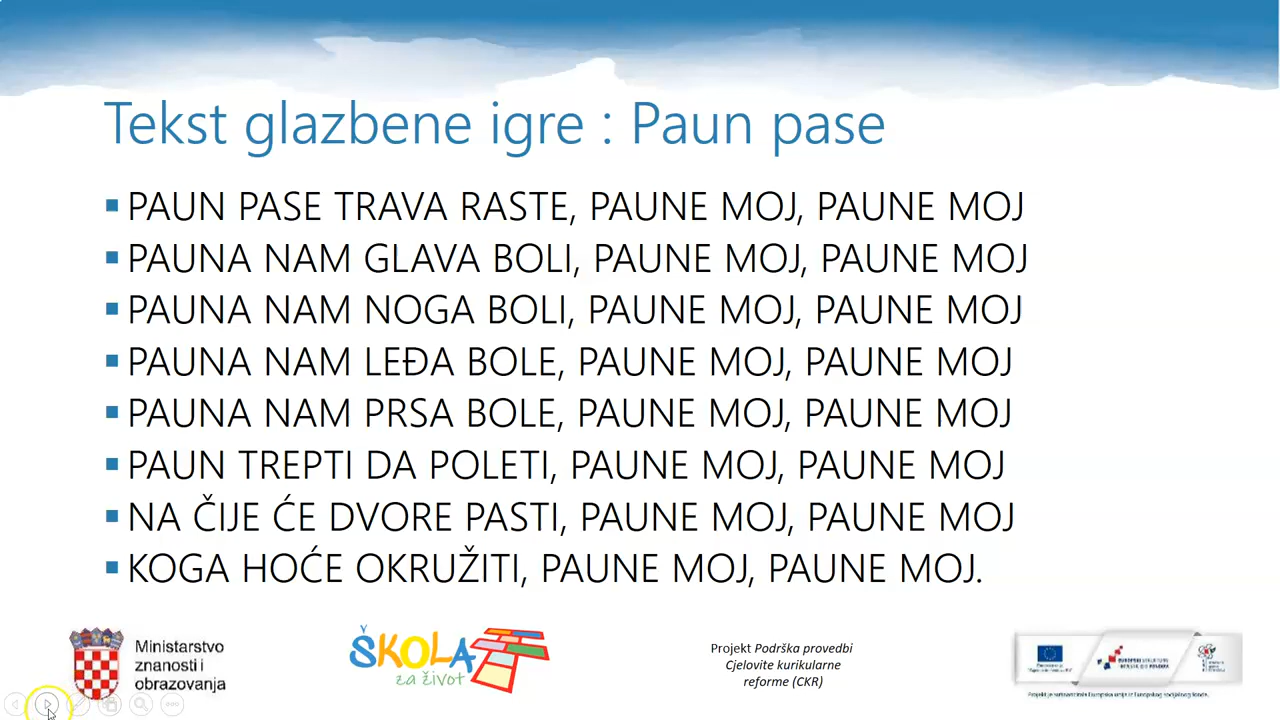 Tekst glazbene igre : Paun pase
PAUN PASE TRAVA RASTE, PAUNE MOJ, PAUNE MOJ
PAUNA NAM GLAVA BOLI, PAUNE MOJ, PAUNE MOJ
PAUNA NAM NOGA BOLI, PAUNE MOJ, PAUNE MOJ
PAUNA NAM LEĐA BOLE, PAUNE MOJ, PAUNE MOJ
PAUNA NAM PRSA BOLE, PAUNE MOJ, PAUNE MOJ
PAUN TREPTI DA POLETI, PAUNE MOJ, PAUNE MOJ
NA ČIJE ĆE DVORE PASTI, PAUNE MOJ, PAUNE MOJ
KOGA HOĆE OKRUŽITI, PAUNE MOJ, PAUNE MOJ.
Ministarstvo
znanosti i
obrazovanja
ŠKOLA
za život
Projekt Podrška provedbi
Cjelovite kurikularne
reforme (CKR)